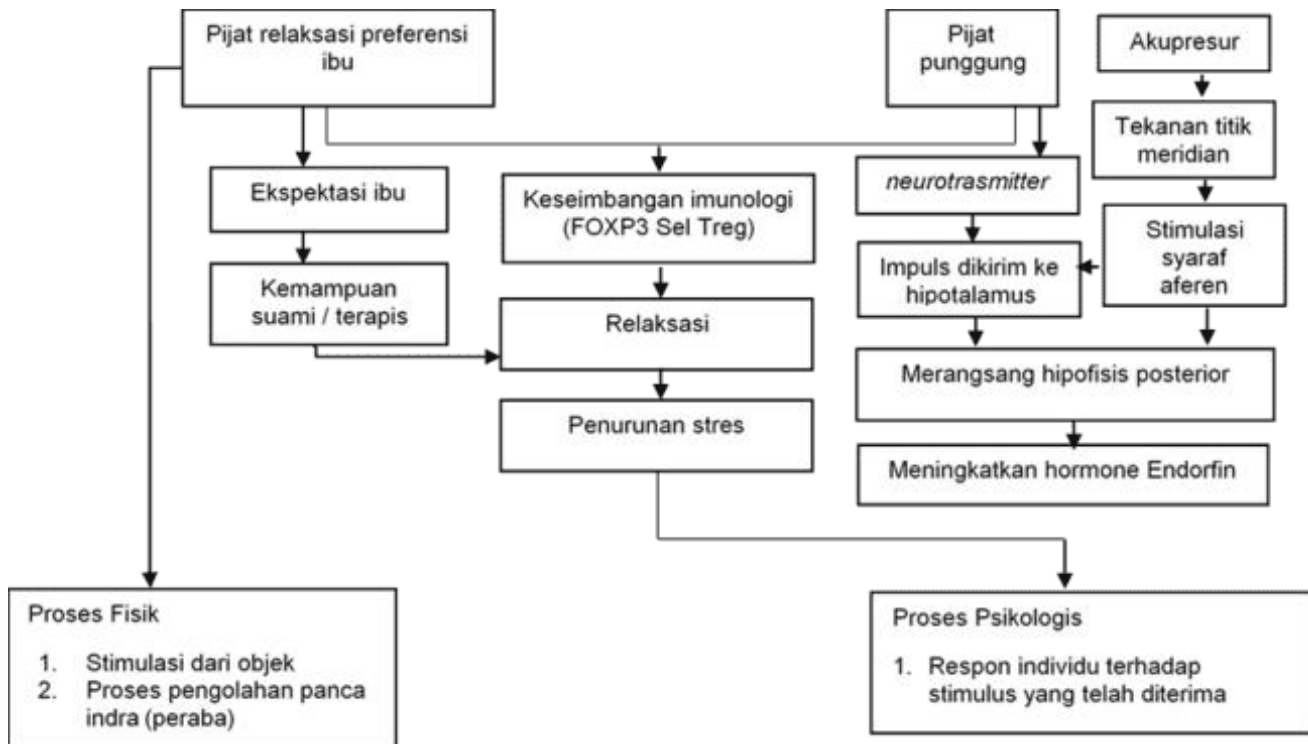 Pijat relaksasi preferensi
ibu
Pijat
punggung
Akupresur
Tekanan titik
meridian
Ekspektasi ibu
Keseimbangan imunologi
(FOXP3 Sel Treg)
neurotrasmitter
Stimulasi
syaraf
aferen
Kemampuan
suami / terapis
Impuls dikirim ke
hipotalamus
Relaksasi
Merangsang hipofisis posterior
Penurunan stres
Meningkatkan hormone Endorfin
Proses Fisik
1. Stimulasi dari objek
2. Proses pengolahan panca
indra (peraba)
Proses Psikologis
1. Respon individu terhadap
stimulus yang telah diterima